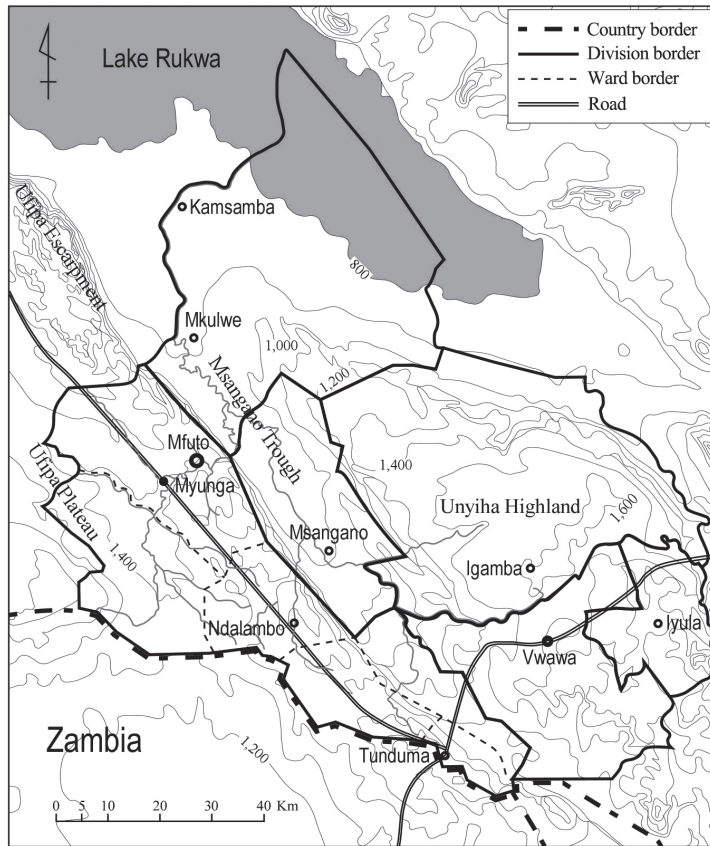 Country border
Division border
Ward border
Road
Lake Rukwa
Ufipa Escarpment
Kamsamba
800
Mkulwe
1,000
Msangano Trough
1,200
Mfuto
Myunga
Ufipa Plateau
1,400
Unyiha Highland
1,600
Msangano
Igamba
1,400
Ndalambo
Iyula
Vwawa
Zambia
1,200
Tunduma
0 5 10 20 30 40 Km